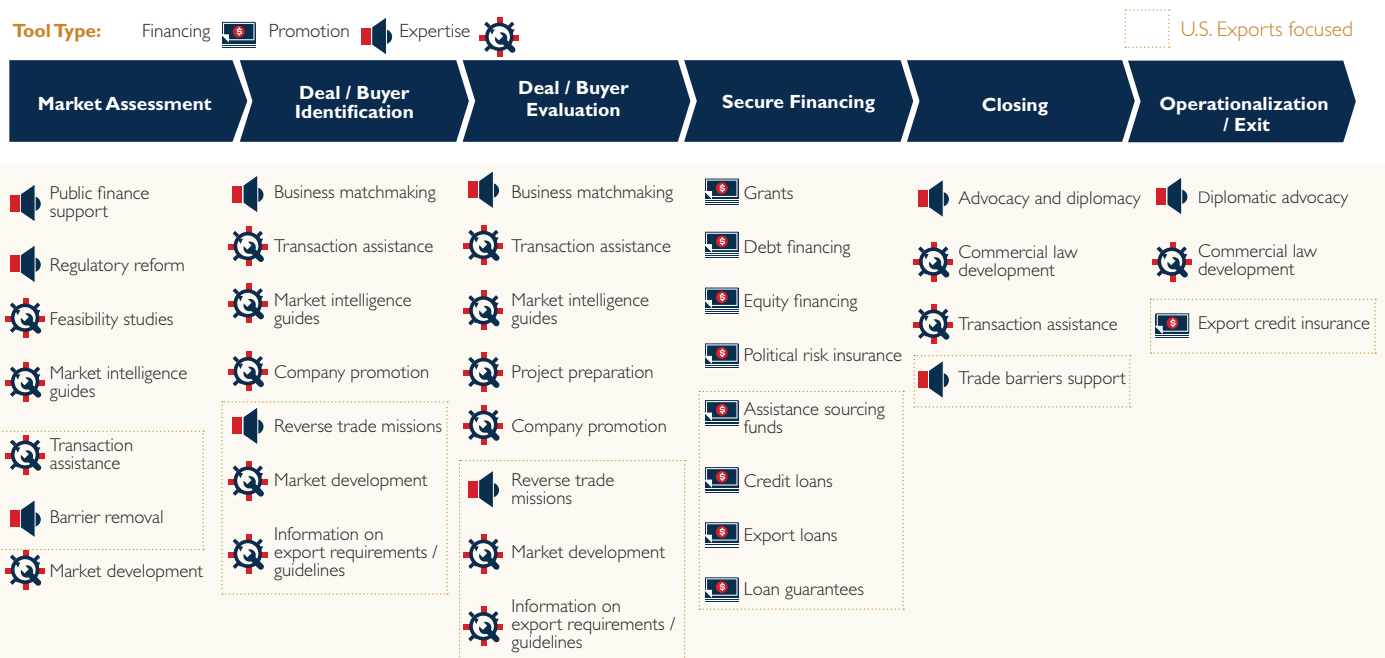 Tool Type: Financing Promotion Expertise U.S. Exports focused
Market Assessment
Deal / Buyer
Identification
Deal / Buyer
Evaluation
Secure Financing
Closing
Operationalization
/ Exit
Public finance
support
Regulatory reform
Feasibility studies
Market intelligence
guides
Transaction
assistance
Barrier removal
Market development
Business matchmaking
Transaction assistance
Market intelligence
guides
Company promotion
Reverse trade missions
Market development
Information on
export requirements /
guidelines
Business matchmaking
Transaction assistance
Market intelligence
guides
Project preparation
Company promotion
Reverse trade
missions
Market development
Information on
export requirements /
guidelines
$ Grants
$ Debt financing
$ Equity financing
$ Political risk insurance
$ Assistance sourcing
funds
$ Credit loans
$ Export loans
$ Loan guarantees
Advocacy and diplomacy
Commercial law
development
Transaction assistance
Trade barriers support
Diplomatic advocacy
Commercial law
development
$ Export credit insurance